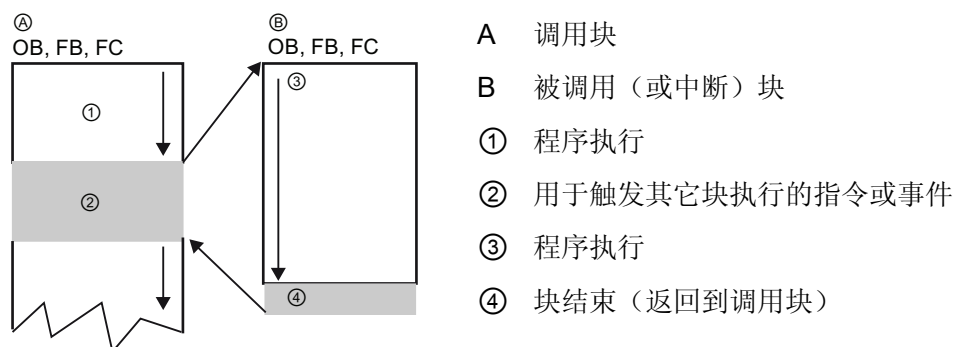 Ⓐ
OB, FB, FC
①
②
Ⓑ
OB, FB, FC
③
④
A 调用块
B 被调用（或中断）块
① 程序执行
② 用于触发其它块执行的指令或事件
③ 程序执行
④ 块结束（返回到调用块）